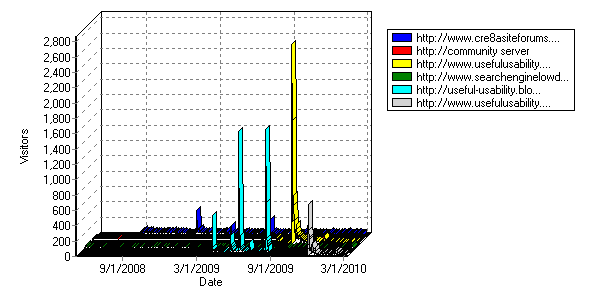 2,800
2,600
2,400
2,200
2,000
1,800
1,600
1,400
1,200
1,000
800
600
400
200
0
Visitors
9/1/2008 3/1/2009 9/1/2009 3/1/2010
Date
http://www.cre8asiteforums....
http://community server
http://www.usefulusability....
http://www.searchenginelowd...
http://useful-usability.blo...
http://www.usefulusability....